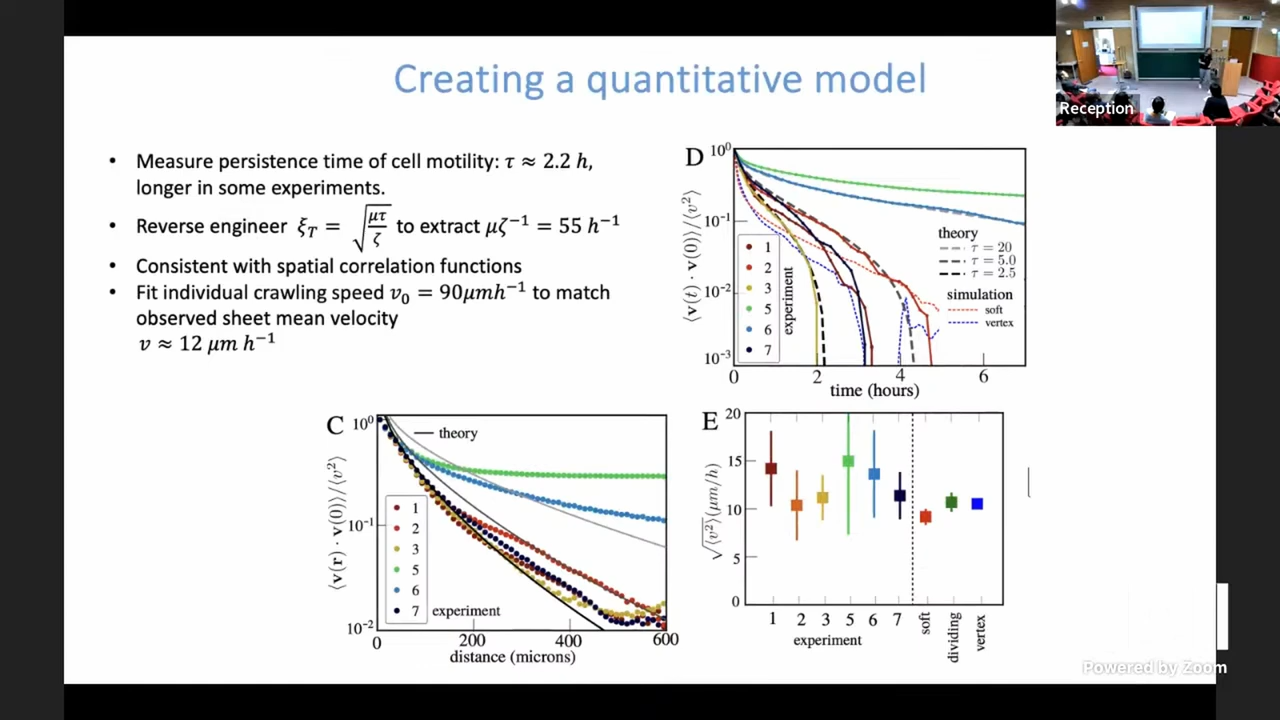 Creating a quantitative model
Reception
• Measure persistence time of cell motility: τ ≈ 2.2 h,
longer in some experiments.
• Reverse engineer ξ_T = √(μτ/ζ) to extract μζ⁻¹ = 55 h⁻¹
• Consistent with spatial correlation functions
• Fit individual crawling speed v₀ = 90μmh⁻¹ to match
observed sheet mean velocity
v ≈ 12 μm h⁻¹
D
⟨v(t) · v(0)⟩/⟨v²⟩
10⁰
10⁻¹
10⁻²
10⁻³
1
2
3
5
6
7
experiment
theory
τ = 20
τ = 5.0
τ = 2.5
simulation
soft
vertex
0 2 4 6
time (hours)
C
⟨v(r) · v(0)⟩/⟨v²⟩
10⁰
10⁻¹
10⁻²
theory
1
2
3
5
6
7 experiment
0 200 400 600
distance (microns)
E
√⟨v²⟩(μm/h)
20
15
10
5
0
1 2 3 5 6 7 soft dividing vertex
experiment
Powered by Zoom